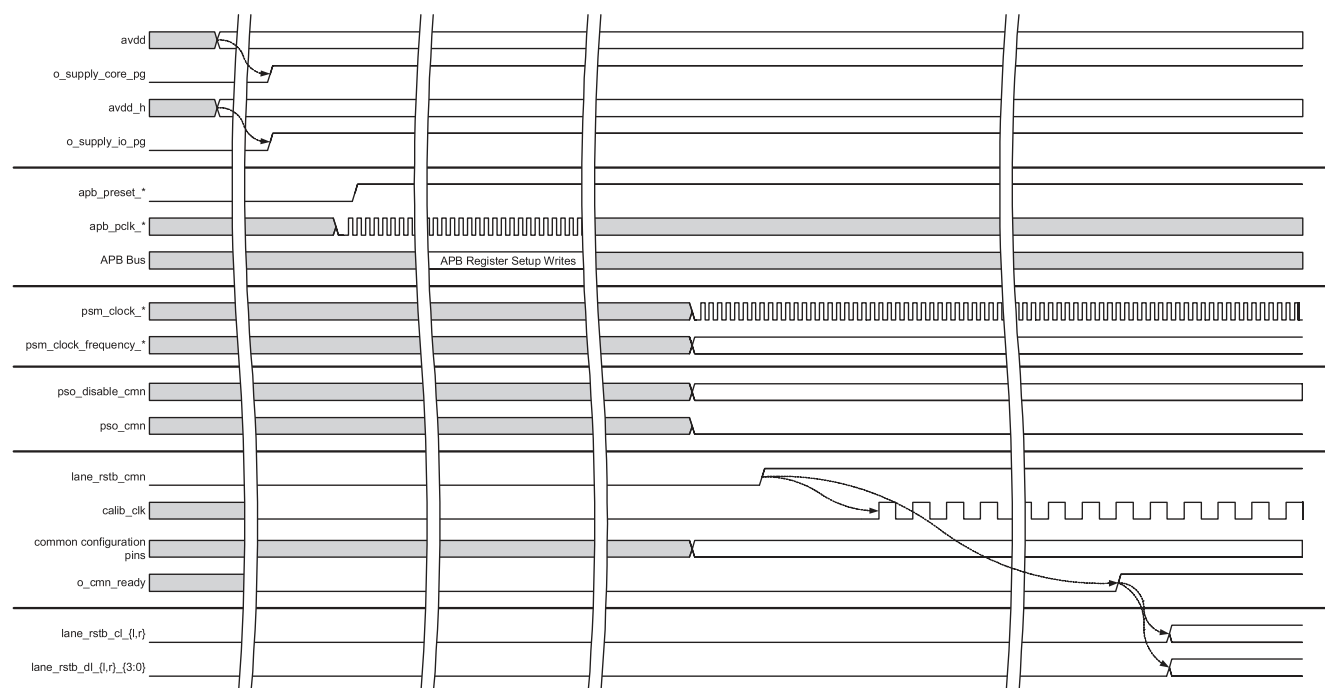 avdd
o_supply_core_pg
avdd_h
o_supply_io_pg
apb_preset_*
apb_pclk_*
APB Bus
APB Register Setup Writes
psm_clock_*
psm_clock_frequency_*
pso_disable_cmn
pso_cmn
lane_rstb_cmn
calib_clk
common configuration
pins
o_cmn_ready
lane_rstb_cl_{l,r}
lane_rstb_dl_{l,r}_{3:0}